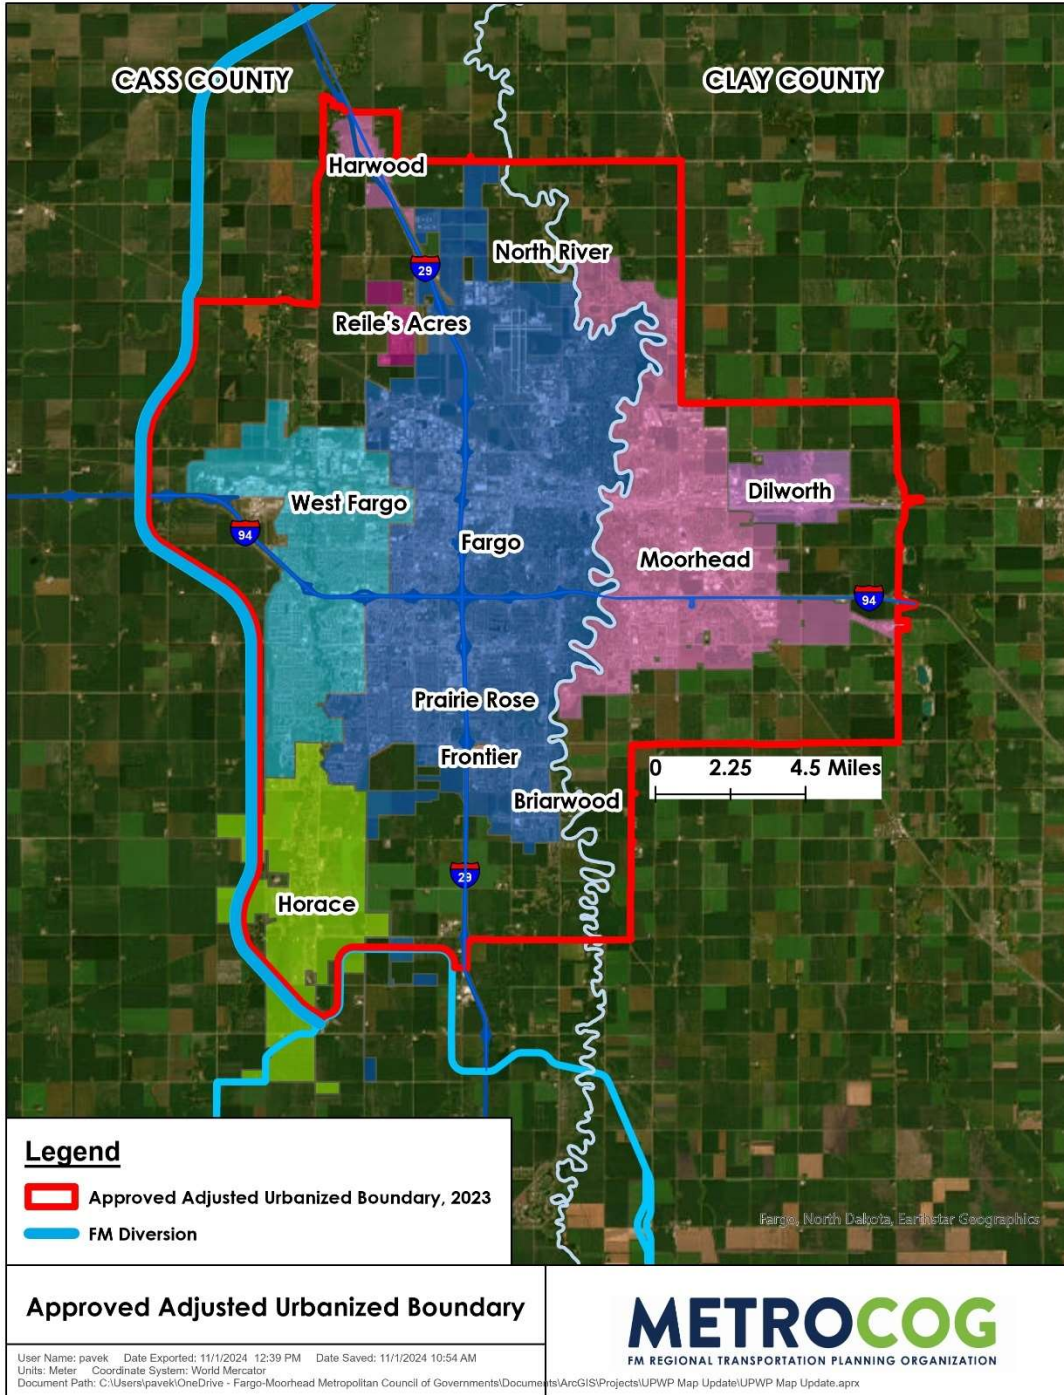 CASS COUNTY
CLAY COUNTY
Harwood
North River
29
Reile's Acres
West Fargo
Dilworth
94
Fargo
Moorhead
94
Prairie Rose
Frontier
0 2.25 4.5 Miles
Briarwood
29
Horace
Legend
Approved Adjusted Urbanized Boundary, 2023
FM Diversion
Fargo, North Dakota, Earthstar Geographics
Approved Adjusted Urbanized Boundary
User Name: pavek Date Exported: 11/1/2024 12:39 PM Date Saved: 11/1/2024 10:54 AM
Units: Meter Coordinate System: World Mercator
Document Path: C:\Users\pavek\OneDrive - Fargo-Moorhead Metropolitan Council of Governments\Documents\ArcGIS\Projects\UPWP Map Update\UPWP Map Update.aprx
METROCOG
FM REGIONAL TRANSPORTATION PLANNING ORGANIZATION